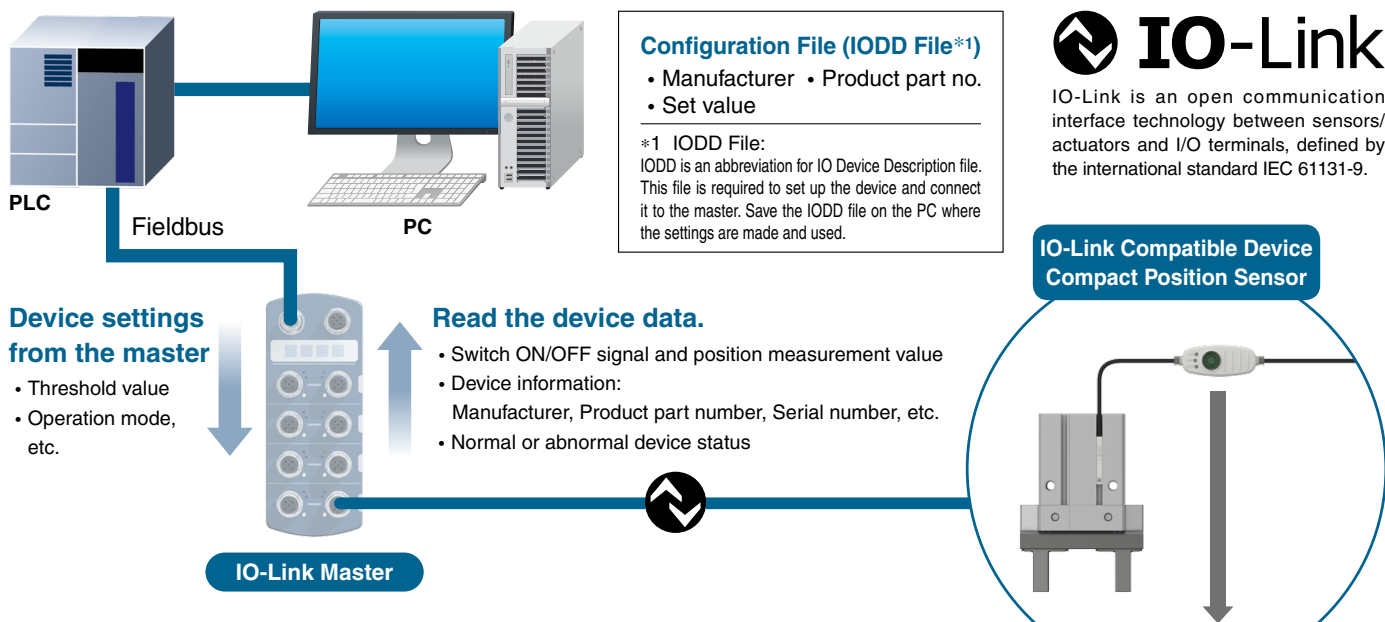 PLC
PC
Fieldbus
Configuration File (IODD File*1)
• Manufacturer • Product part no.
• Set value
*1 IODD File:
IODD is an abbreviation for IO Device Description file.
This file is required to set up the device and connect
it to the master. Save the IODD file on the PC where
the settings are made and used.
IO-Link
IO-Link is an open communication
interface technology between sensors/
actuators and I/O terminals, defined by
the international standard IEC 61131-9.
Device settings
from the master
• Threshold value
• Operation mode,
etc.
Read the device data.
• Switch ON/OFF signal and position measurement value
• Device information:
Manufacturer, Product part number, Serial number, etc.
• Normal or abnormal device status
IO-Link Master
IO-Link Compatible Device
Compact Position Sensor